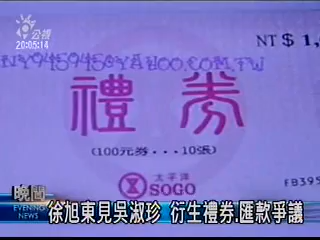 公視
20:05:14
NY945945@YAHOO.COM.TW
NT $ 1,
禮券
(100元券···10張)
太平洋
SOGO
FB395
晚間
EVENING NEWS
徐旭東見吳淑珍 衍生禮券.匯款爭議